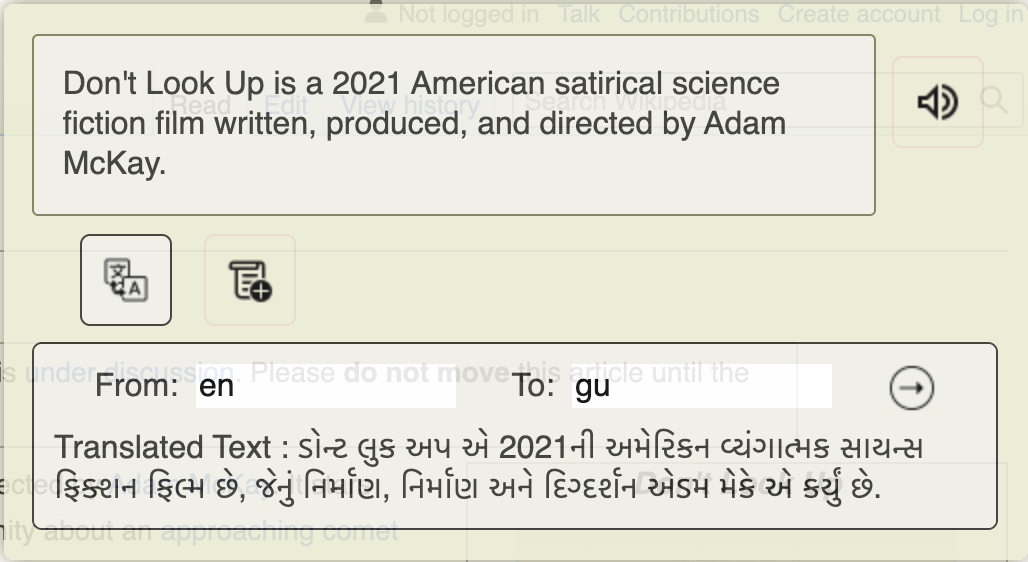 Not logged in Talk Contributions Create account Log in
Don't Look Up is a 2021 American satirical science
fiction film written, produced, and directed by Adam
McKay.
Read Edit View history Search Wikipedia
is under discussion. Please do not move this article until the
From: en To: gu
Translated Text : ડોન્ટ લુક અપ એ 2021ની અમેરિકન વ્યંગાત્મક સાયન્સ
ફિક્શન ફિલ્મ છે, જેનું નિર્માણ, નિર્માણ અને દિગ્દર્શન એડમ મેકે એ કર્યું છે.
Don't Look Up
nity about an approaching comet